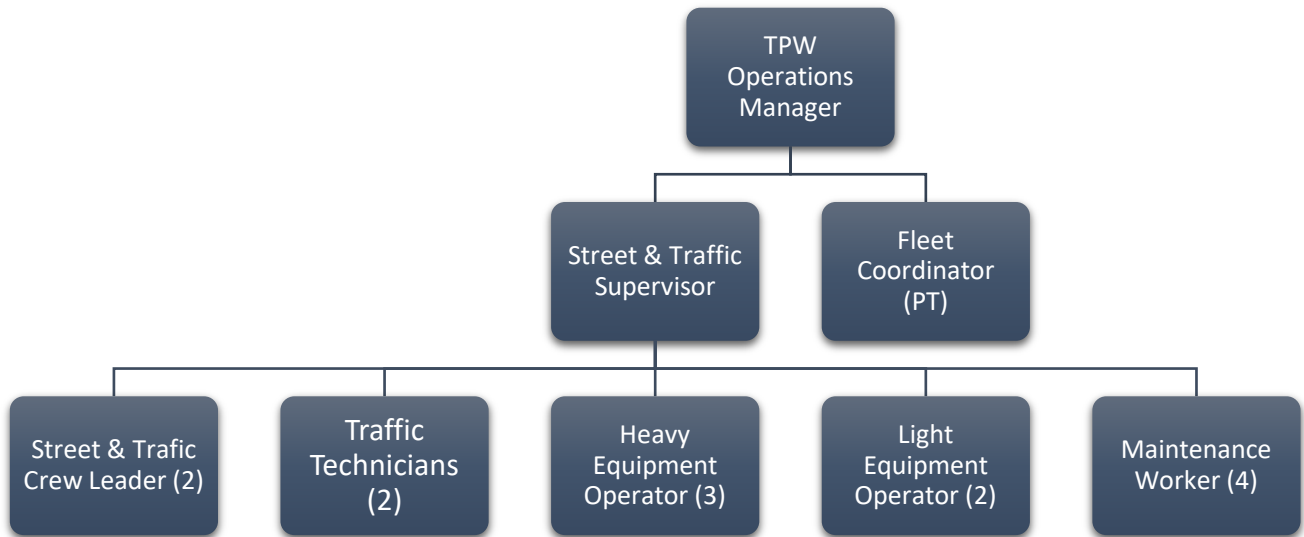 TPW
Operations
Manager
Street & Traffic
Supervisor
Fleet
Coordinator
(PT)
Street & Trafic
Crew Leader (2)
Traffic
Technicians
(2)
Heavy
Equipment
Operator (3)
Light
Equipment
Operator (2)
Maintenance
Worker (4)